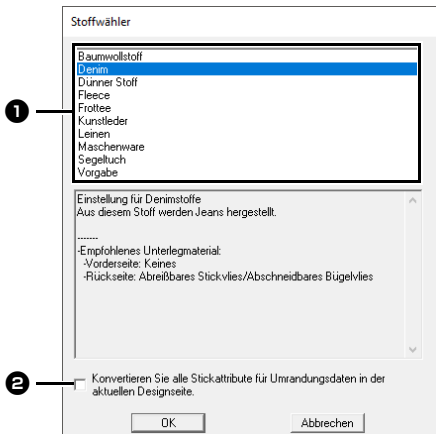 Stoffwähler
❶
Baumwollstoff
Denim
Dünner Stoff
Fleece
Frottee
Kunstleder
Leinen
Maschenware
Segeltuch
Vorgabe
Einstellung für Denimstoffe
Aus diesem Stoff werden Jeans hergestellt.
-------
-Empfohlenes Unterlegmaterial:
-Vorderseite: Keines
-Rückseite: Abreißbares Stickvlies/Abschneidbares Bügelvlies
❷
Konvertieren Sie alle Stickattribute für Umrandungsdaten in der
aktuellen Designseite.
OK
Abbrechen